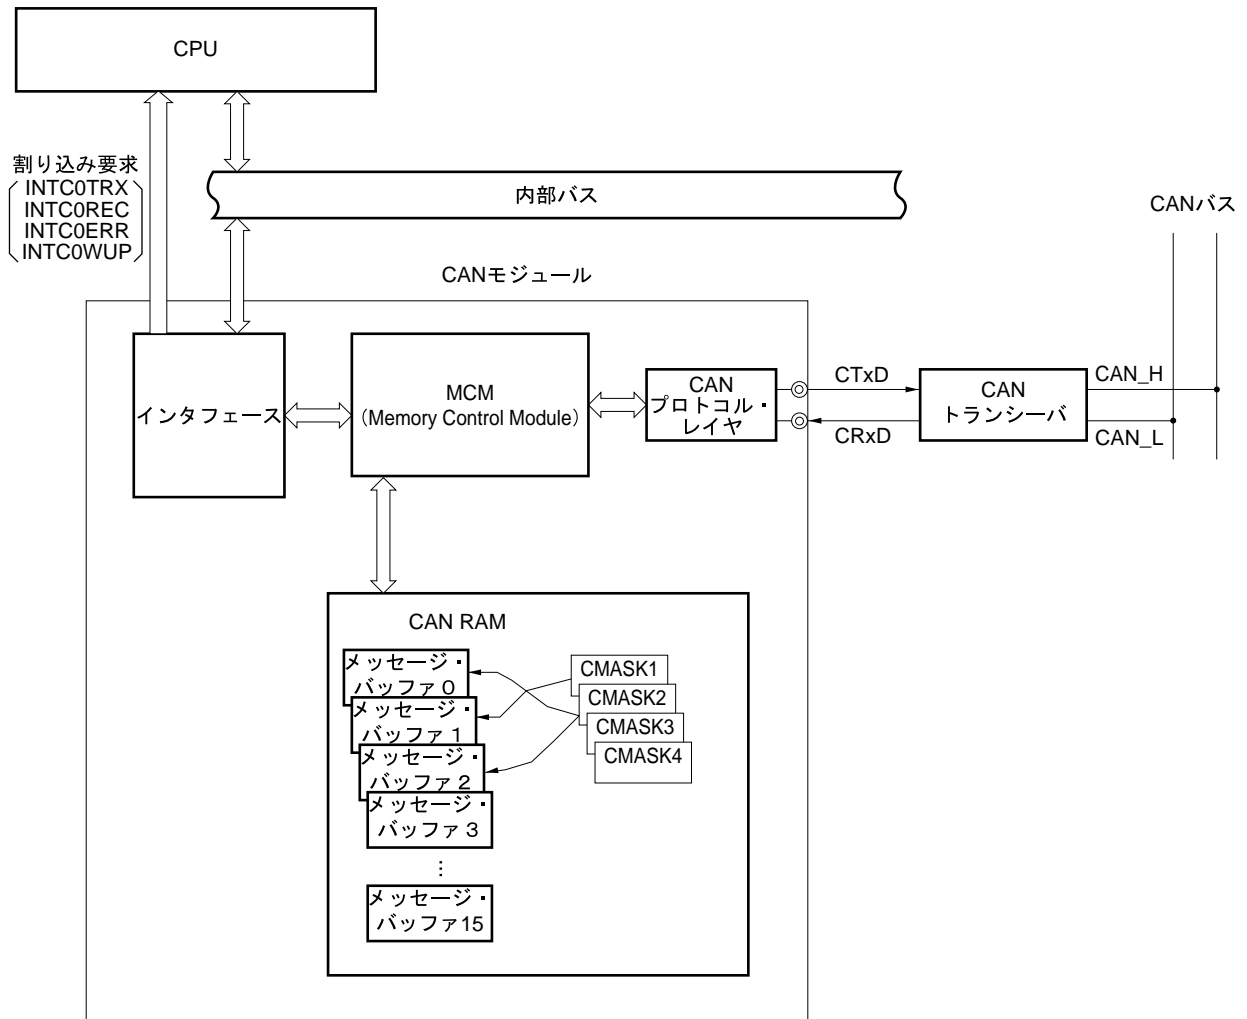 CPU
割り込み要求
INTC0TRX
INTC0REC
INTC0ERR
INTC0WUP
内部バス
CANバス
CANモジュール
インタフェース
MCM
（Memory Control Module）
CAN
プロトコル・
レイヤ
CTxD
CRxD
CAN
トランシーバ
CAN_H
CAN_L
CAN RAM
メッセージ・
バッファ０
メッセージ・
バッファ１
メッセージ・
バッファ２
メッセージ・
バッファ３
⋮
メッセージ・
バッファ15
CMASK1
CMASK2
CMASK3
CMASK4